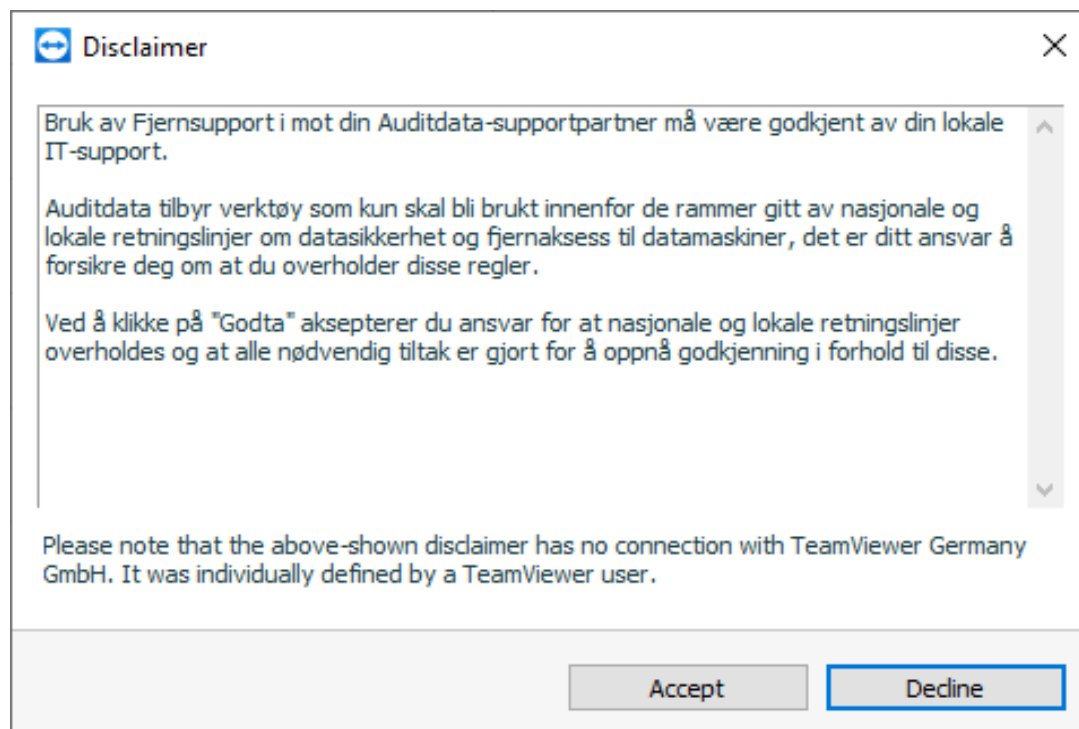 Disclaimer
Bruk av Fjernsupport i mot din Auditdata-supportpartner må være godkjent av din lokale
IT-support.
Auditdata tilbyr verktøy som kun skal bli brukt innenfor de rammer gitt av nasjonale og
lokale retningslinjer om datasikkerhet og fjernaksess til datamaskiner, det er ditt ansvar å
forsikre deg om at du overholder disse regler.
Ved å klikke på "Godta" aksepterer du ansvar for at nasjonale og lokale retningslinjer
overholdes og at alle nødvendig tiltak er gjort for å oppnå godkjenning i forhold til disse.
Please note that the above-shown disclaimer has no connection with TeamViewer Germany
GmbH. It was individually defined by a TeamViewer user.
Accept
Decline